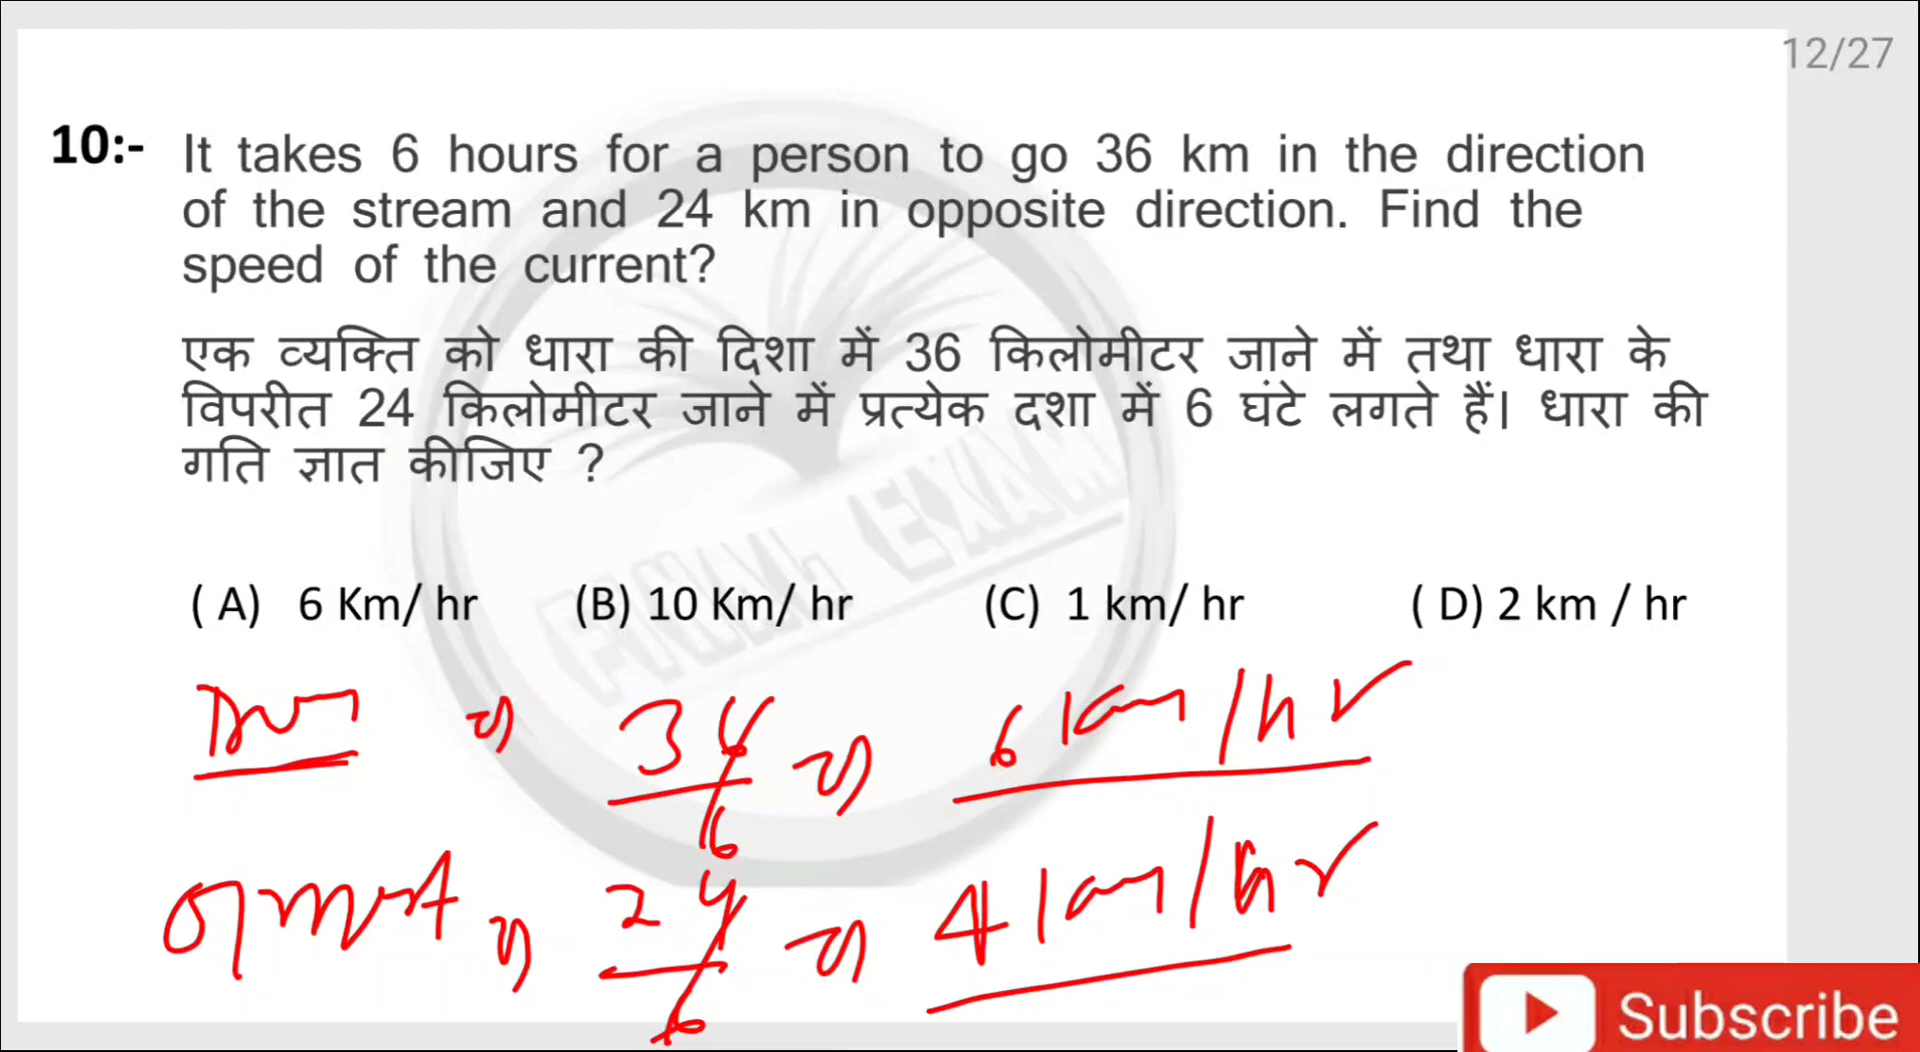 12/27
10:- It takes 6 hours for a person to go 36 km in the direction
of the stream and 24 km in opposite direction. Find the
speed of the current?
एक व्यक्ति को धारा की दिशा में 36 किलोमीटर जाने में तथा धारा के
विपरीत 24 किलोमीटर जाने में प्रत्येक दशा में 6 घंटे लगते हैं। धारा की
गति ज्ञात कीजिए ?
FINAL EXAM
( A) 6 Km/ hr (B) 10 Km/ hr (C) 1 km/ hr ( D) 2 km / hr
6 km/hr
6
24 4 km/hr
6
Subscribe